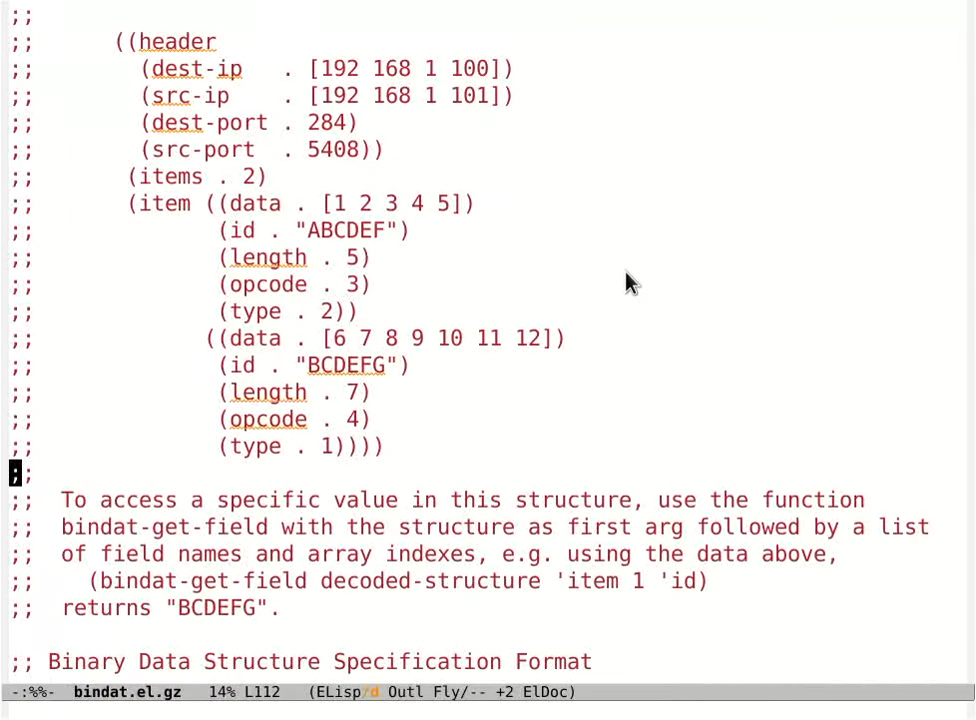 ;;
;;      ((header
;;        (dest-ip   . [192 168 1 100])
;;        (src-ip    . [192 168 1 101])
;;        (dest-port . 284)
;;        (src-port  . 5408))
;;       (items . 2)
;;       (item ((data . [1 2 3 4 5])
;;              (id . "ABCDEF")
;;              (length . 5)
;;              (opcode . 3)
;;              (type . 2))
;;             ((data . [6 7 8 9 10 11 12])
;;              (id . "BCDEFG")
;;              (length . 7)
;;              (opcode . 4)
;;              (type . 1))))
;;
;;  To access a specific value in this structure, use the function
;;  bindat-get-field with the structure as first arg followed by a list
;;  of field names and array indexes, e.g. using the data above,
;;    (bindat-get-field decoded-structure 'item 1 'id)
;;  returns "BCDEFG".
;; Binary Data Structure Specification Format
-:%%-  bindat.el.gz   14% L112   (ELisp/d Outl Fly/-- +2 ElDoc)